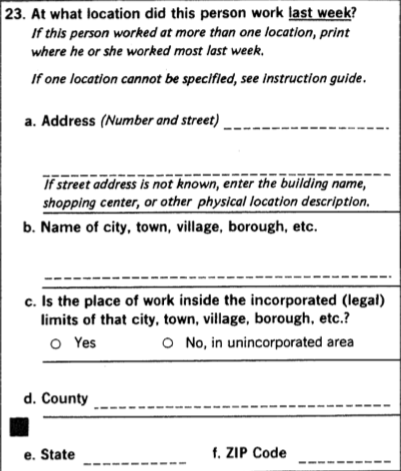 23. At what location did this person work last week?
If this person worked at more than one location, print
where he or she worked most last week.
If one location cannot be specified, see instruction guide.
a. Address (Number and street)
If street address is not known, enter the building name,
shopping center, or other physical location description.
b. Name of city, town, village, borough, etc.
c. Is the place of work inside the incorporated (legal)
limits of that city, town, village, borough, etc.?
Yes No, in unincorporated area
d. County
e. State f. ZIP Code